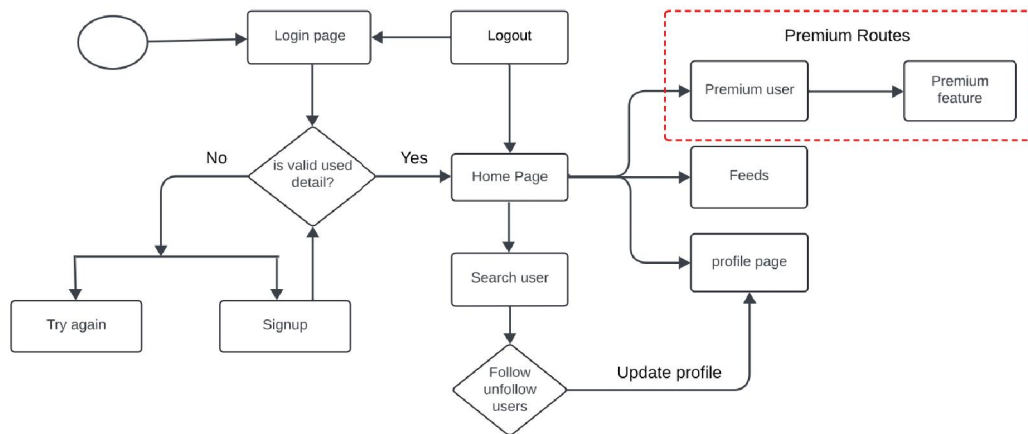 Login page
Logout
Premium Routes
Premium user
Premium
feature
No
is valid used
detail?
Yes
Home Page
Feeds
Search user
profile page
Try again
Signup
Follow
unfollow
users
Update profile